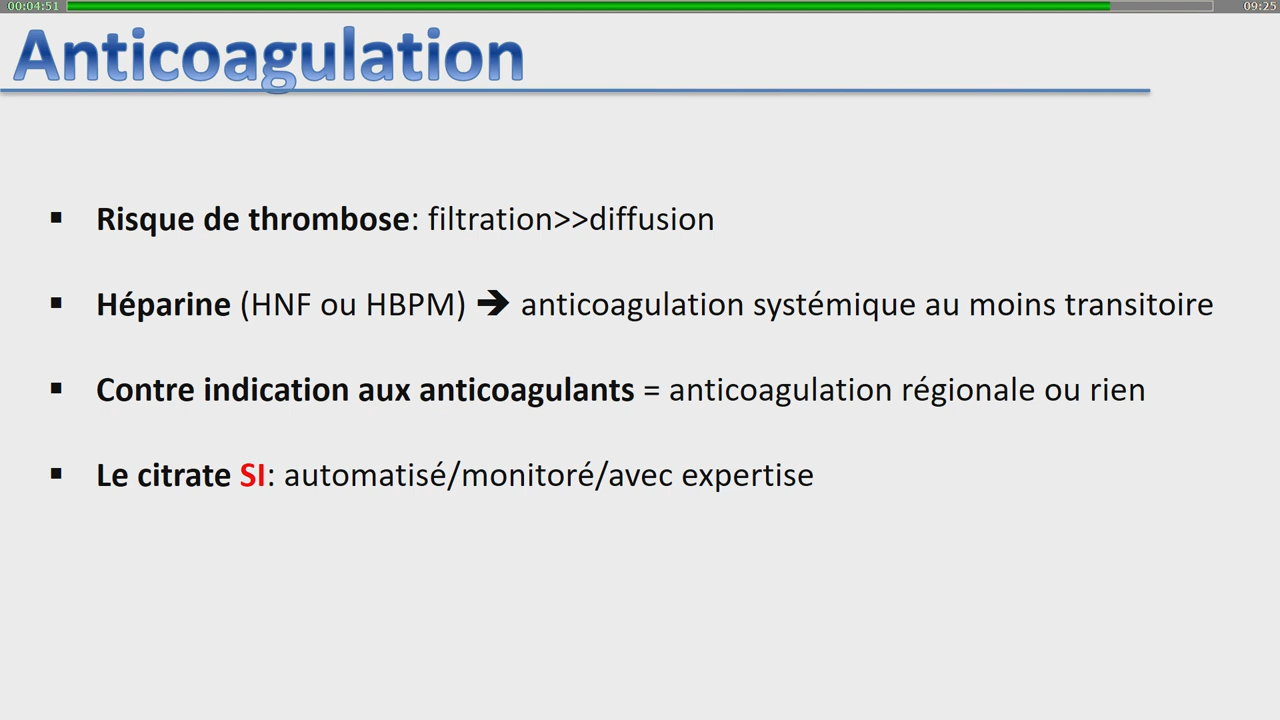 00:04:51
09:25
Anticoagulation
▪ Risque de thrombose: filtration>>diffusion
▪ Héparine (HNF ou HBPM) ➔ anticoagulation systémique au moins transitoire
▪ Contre indication aux anticoagulants = anticoagulation régionale ou rien
▪ Le citrate SI: automatisé/monitoré/avec expertise